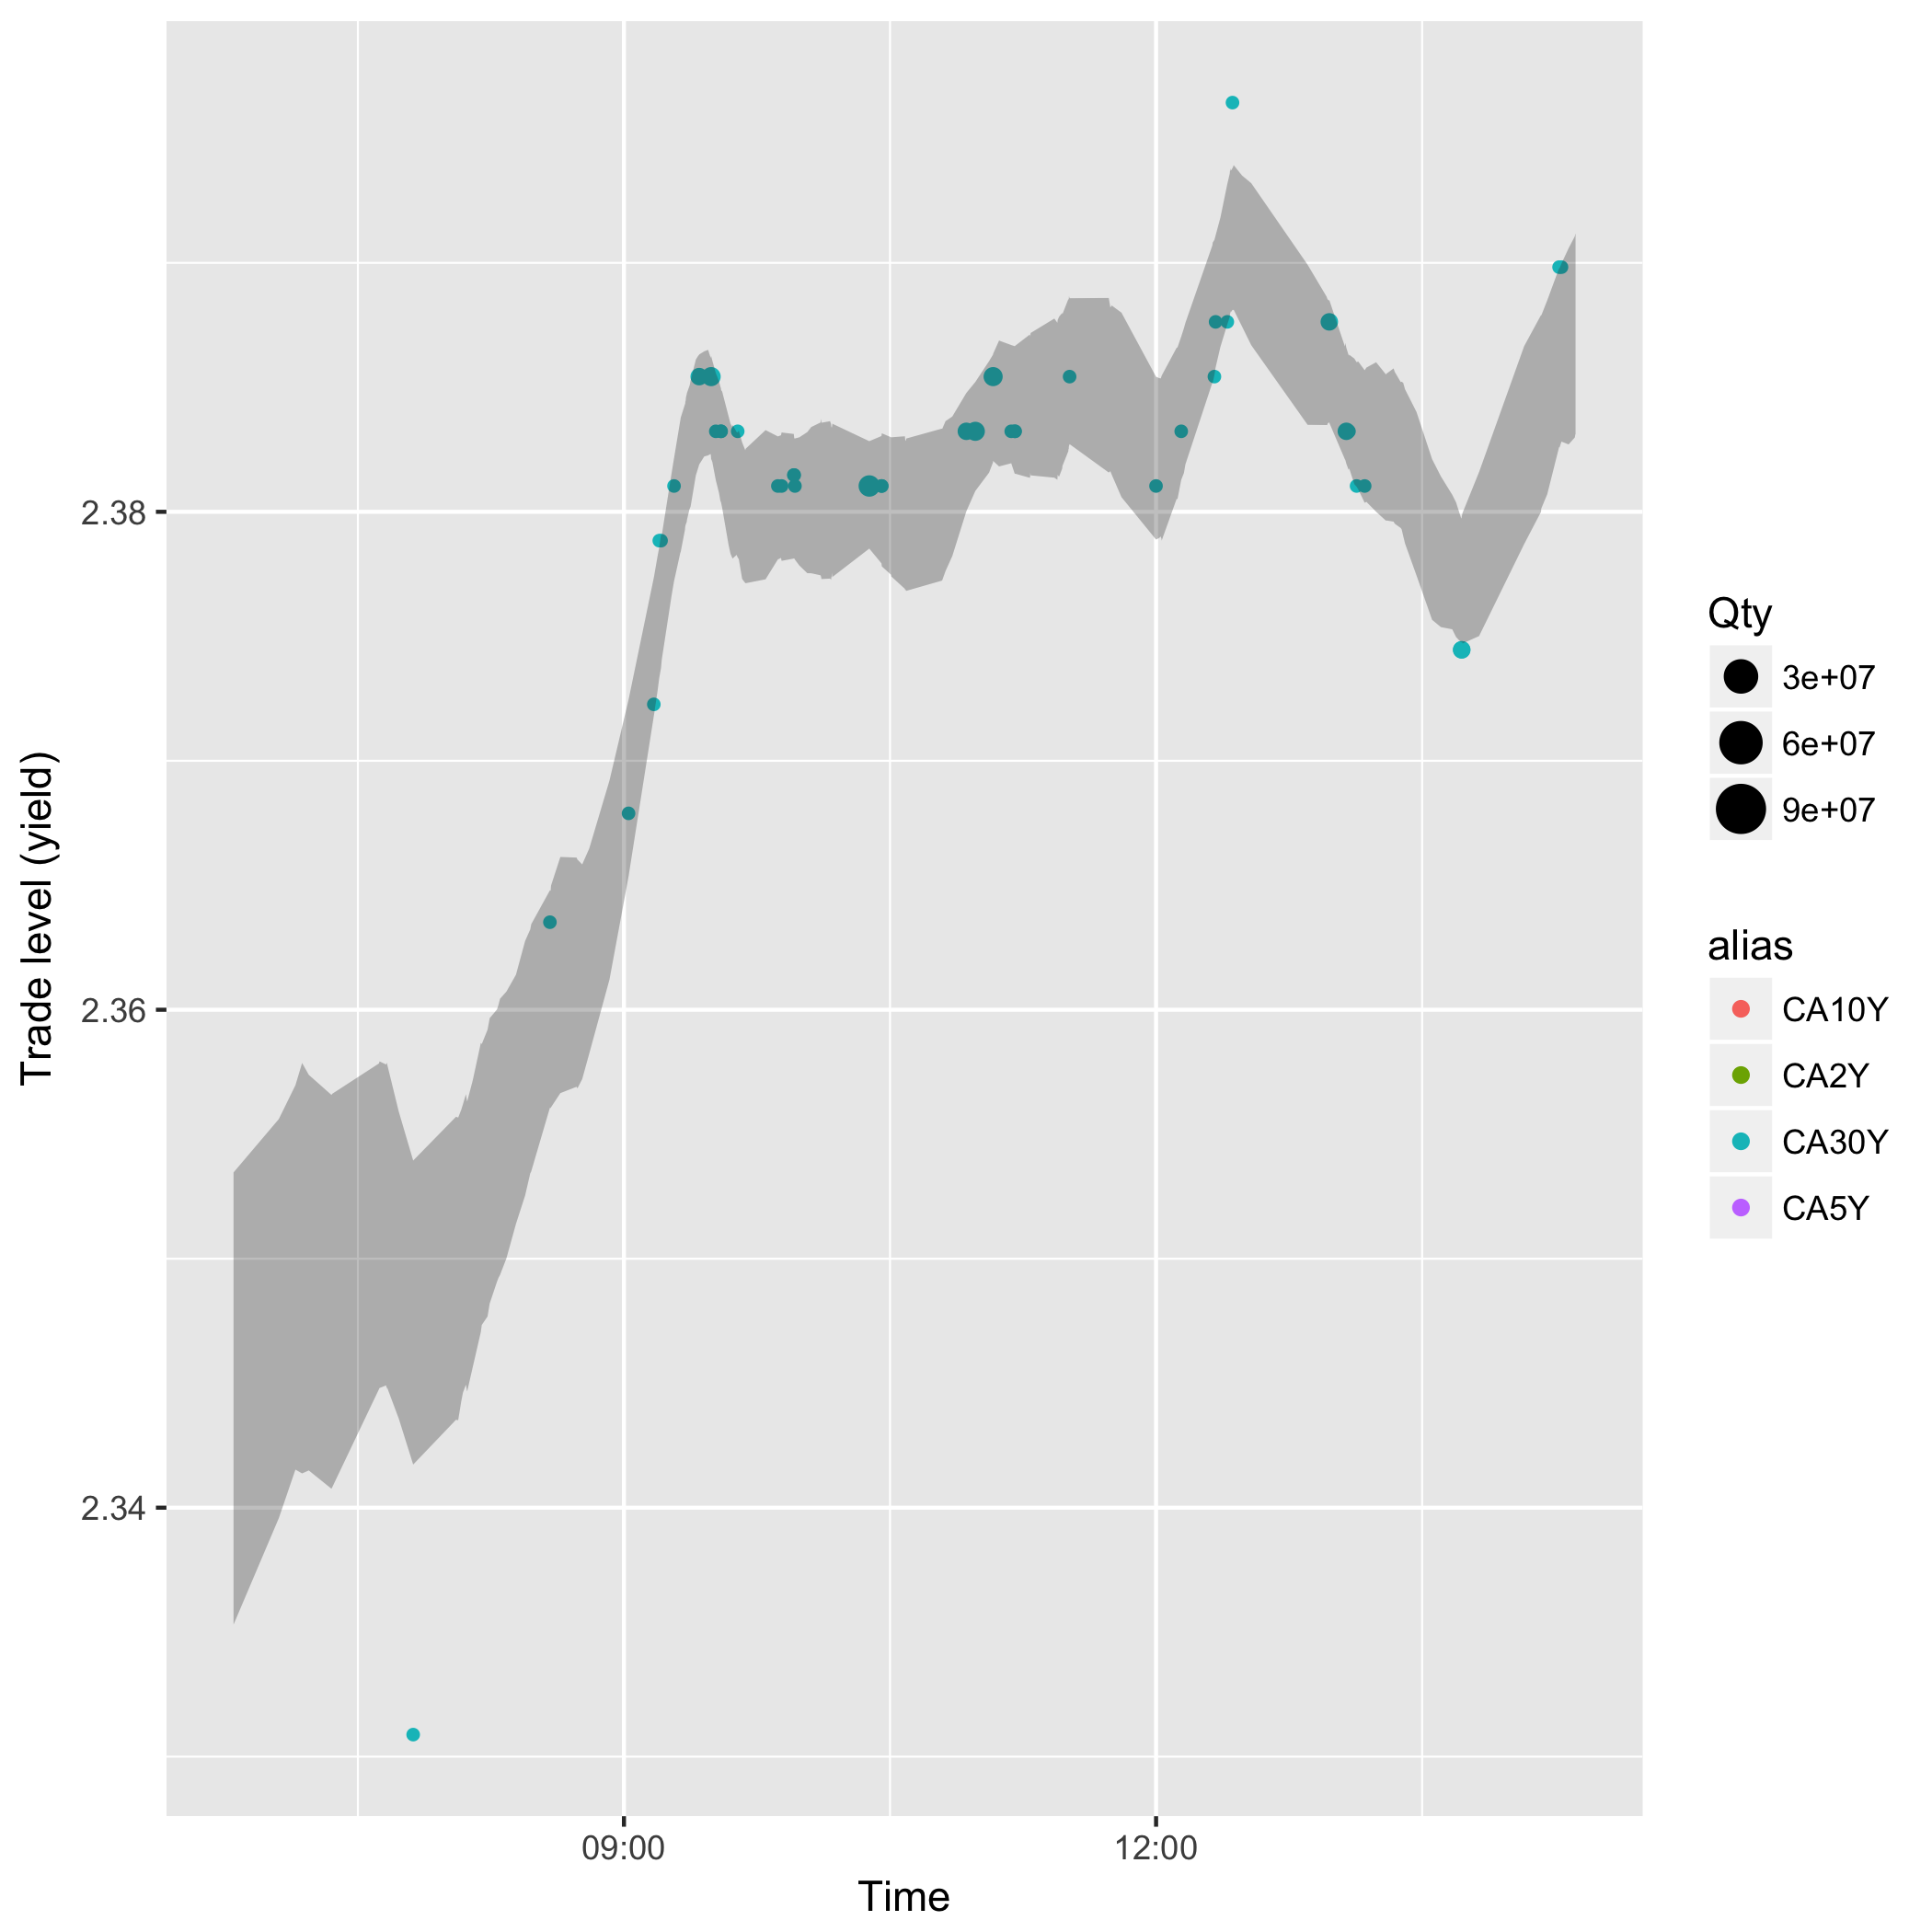 Trade level (yield)
2.38
2.36
2.34
09:00
12:00
Time
Qty
3e+07
6e+07
9e+07
alias
CA10Y
CA2Y
CA30Y
CA5Y